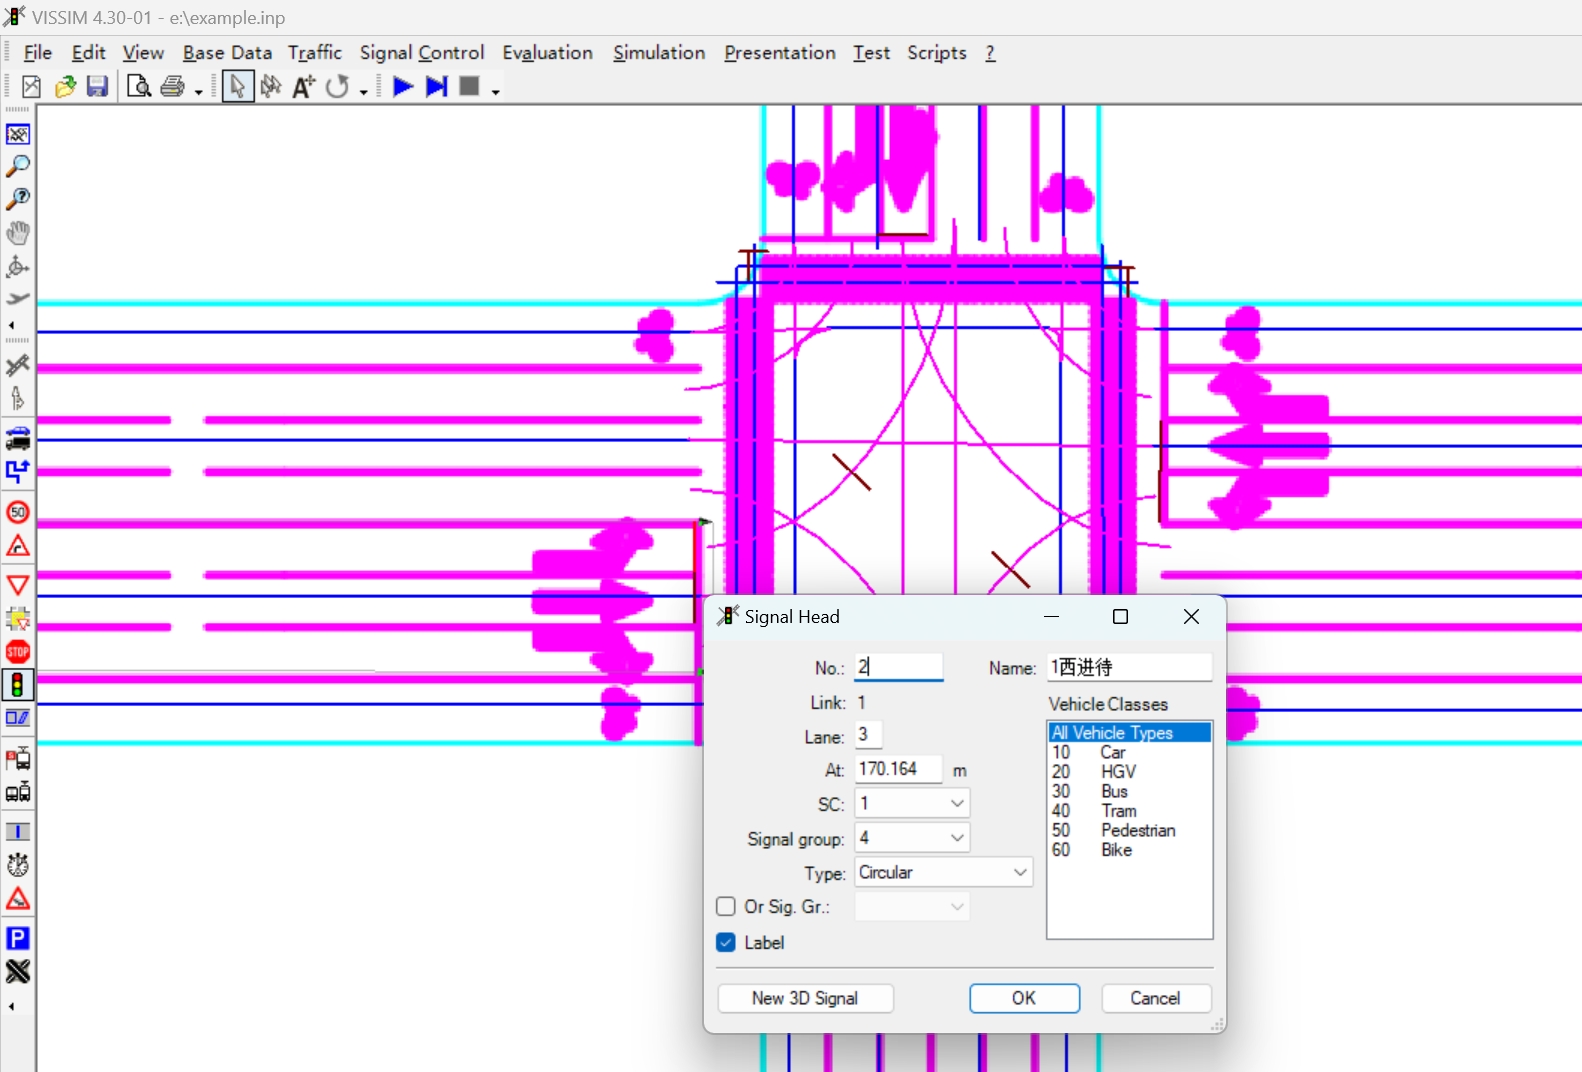 VISSIM 4.30-01 - e:\example.inp
File Edit View Base Data Traffic Signal Control Evaluation Simulation Presentation Test Scripts ?
A
50
STOP
P
Signal Head
No.: 2 Name: 1西进待
Link: 1 Vehicle Classes
Lane: 3
At: 170.164 m
SC: 1
Signal group: 4
Type: Circular
Or Sig. Gr.:
Label
All Vehicle Types
10 Car
20 HGV
30 Bus
40 Tram
50 Pedestrian
60 Bike
New 3D Signal OK Cancel